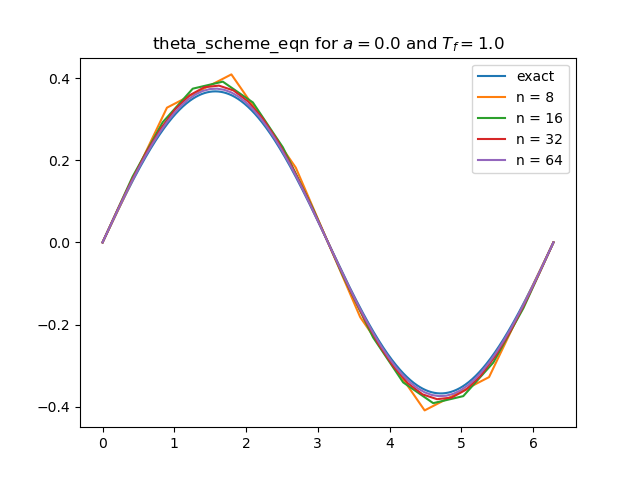 theta_scheme_eqn for a = 0.0 and T_f = 1.0
exact
n = 8
n = 16
n = 32
n = 64
0.4
0.2
0.0
−0.2
−0.4
0 1 2 3 4 5 6